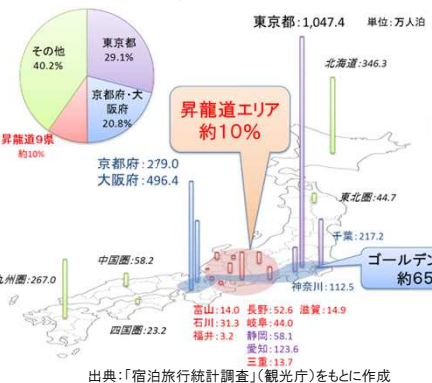 東京都:1,047.4
単位:万人泊
その他
40.2%
東京都
29.1%
京都府・大
阪府
20.8%
昇龍道9県
約10%
北海道:346.3
昇龍道エリア
約10%
京都府:279.0
大阪府:496.4
東北圏:44.7
千葉:217.2
ゴールデン
約65
神奈川:112.5
中国圏:58.2
九州圏:267.0
四国圏:23.2
富山:14.0 長野:52.6 滋賀:14.9
石川:31.3 岐阜:44.0
福井:3.2 静岡:58.1
愛知:123.6
三重:13.7
出典:「宿泊旅行統計調査」(観光庁)をもとに作成